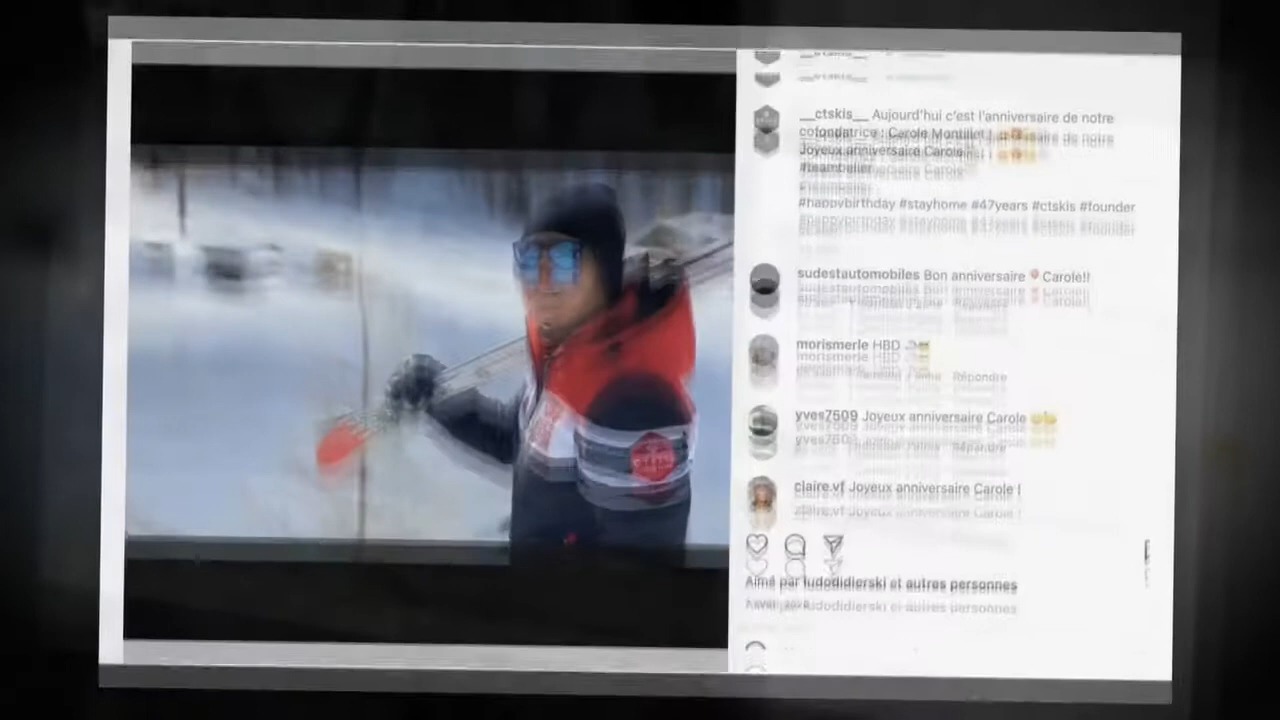 __ctskis__ Aujourd'hui c'est l'anniversaire de notre
cofondatrice : Carole Montillet !
Joyeux anniversaire Carole
#teambelier
#happybirthday #stayhome #47years #ctskis #founder
sudestautomobiles Bon anniversaire Carole!!
morismerle HBD
Répondre
yves7509 Joyeux anniversaire Carole
Répondre
claire.vf Joyeux anniversaire Carole !
Aimé par ludodidierski et autres personnes